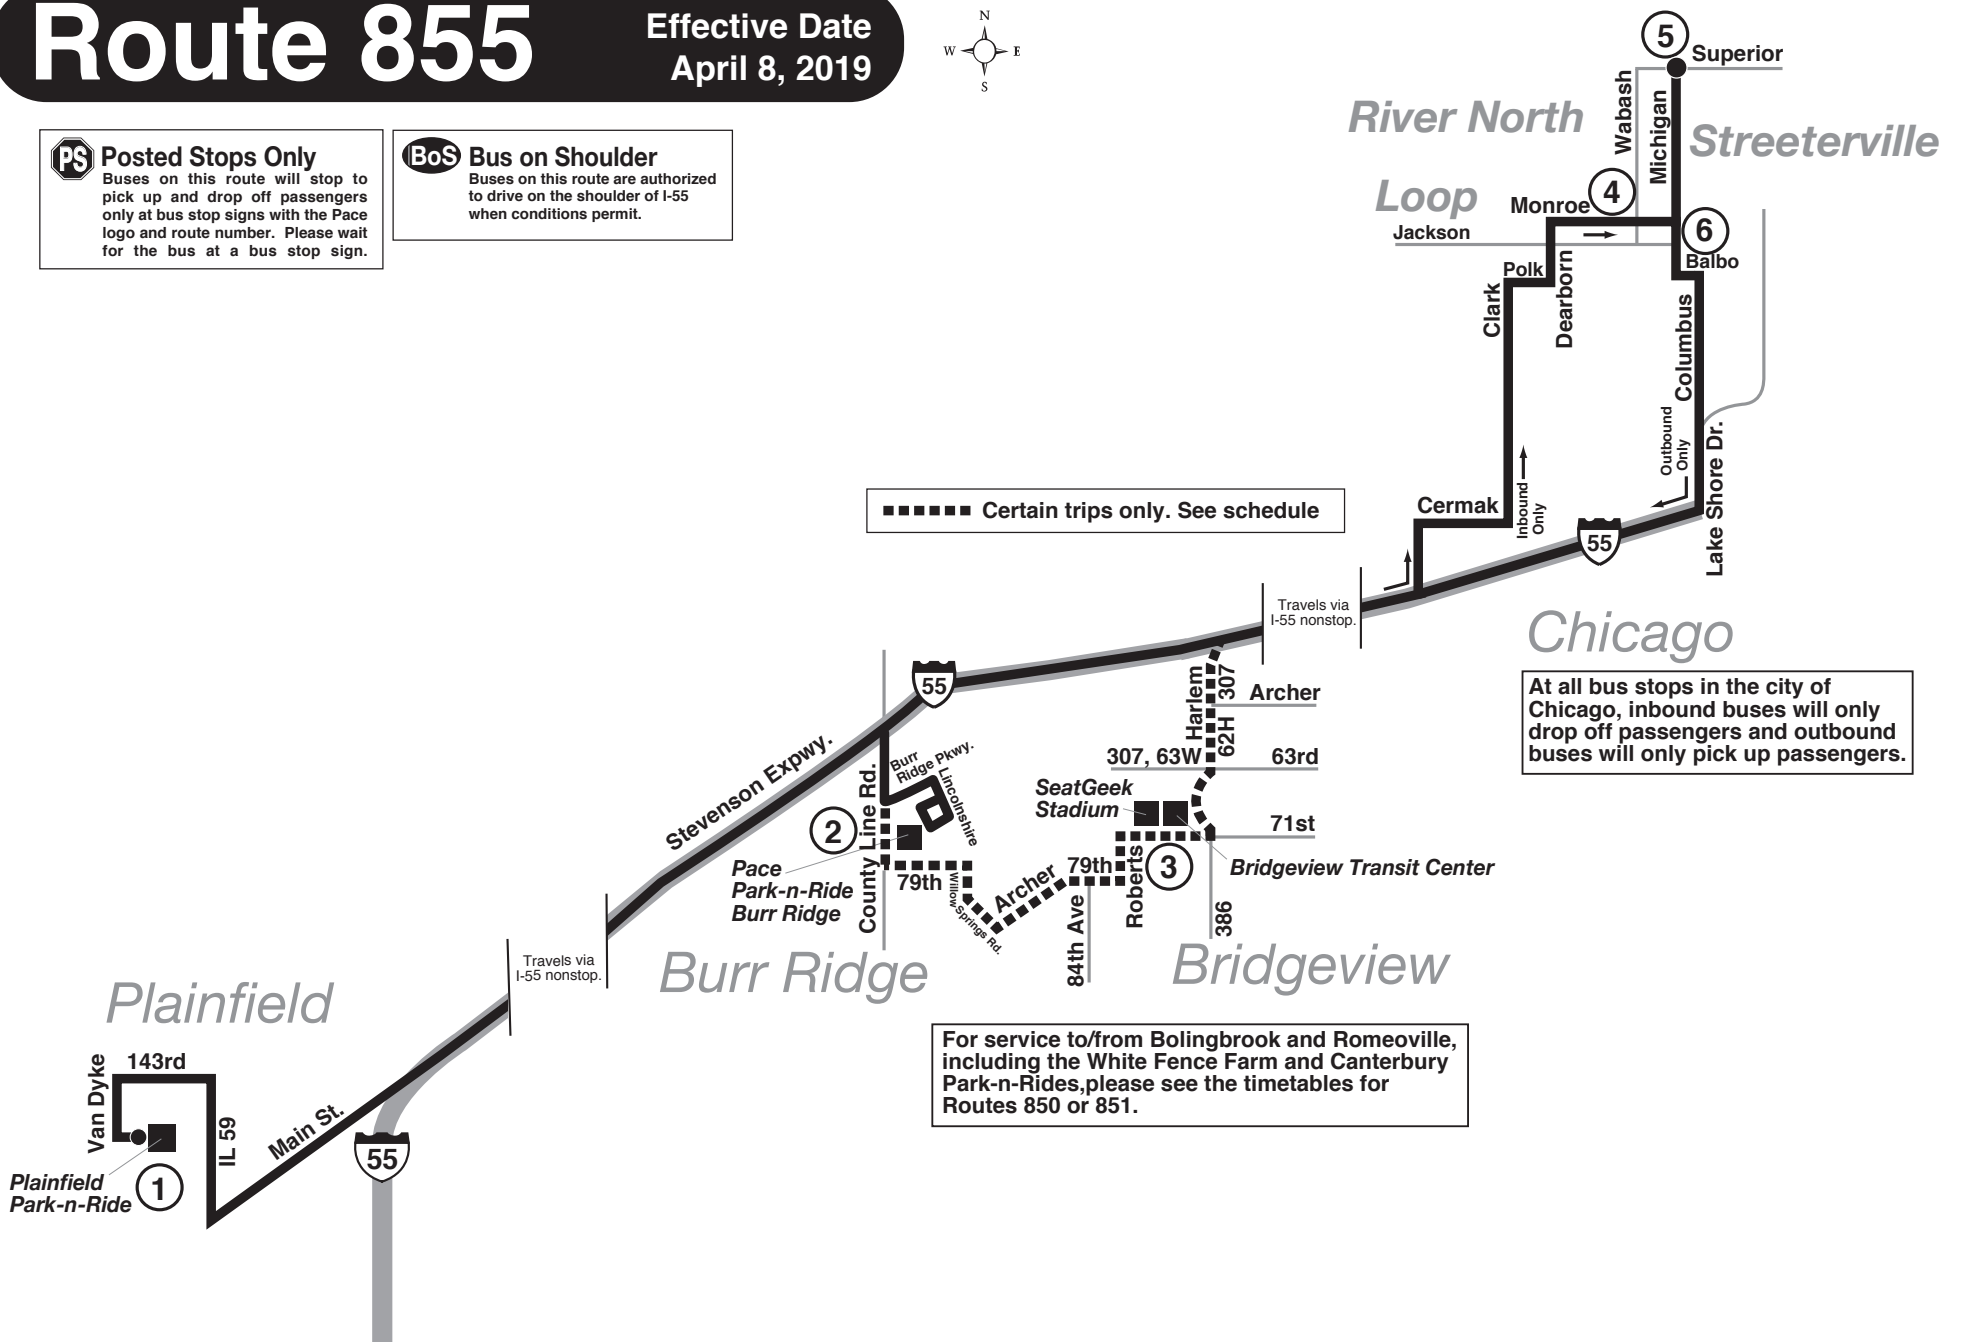 Route 855
Effective Date
April 8, 2019
N
W
E
S
PS Posted Stops Only
Buses on this route will stop to
pick up and drop off passengers
only at bus stop signs with the Pace
logo and route number. Please wait
for the bus at a bus stop sign.
BoS Bus on Shoulder
Buses on this route are authorized
to drive on the shoulder of I-55
when conditions permit.
5
Superior
River North
Wabash
Michigan
Streeterville
Loop
Monroe
4
Jackson
6
Polk
Balbo
Clark
Dearborn
Columbus
Outbound
Only
Lake Shore Dr.
Certain trips only. See schedule
Cermak
Inbound
Only
55
Travels via
I-55 nonstop.
Chicago
At all bus stops in the city of
Chicago, inbound buses will only
drop off passengers and outbound
buses will only pick up passengers.
55
Harlem
307
Archer
62H
307, 63W
63rd
Stevenson Expwy.
Burr
Ridge Pkwy.
Lincolnshire
County Line Rd.
SeatGeek
Stadium
71st
2
Pace
Park-n-Ride
Burr Ridge
79th
Willow
Springs Rd.
Archer
79th
3
Roberts
Bridgeview Transit Center
84th Ave
386
Burr Ridge
Bridgeview
Travels via
I-55 nonstop.
Plainfield
For service to/from Bolingbrook and Romeoville,
including the White Fence Farm and Canterbury
Park-n-Rides,please see the timetables for
Routes 850 or 851.
143rd
Van Dyke
IL 59
Main St.
55
Plainfield
Park-n-Ride
1